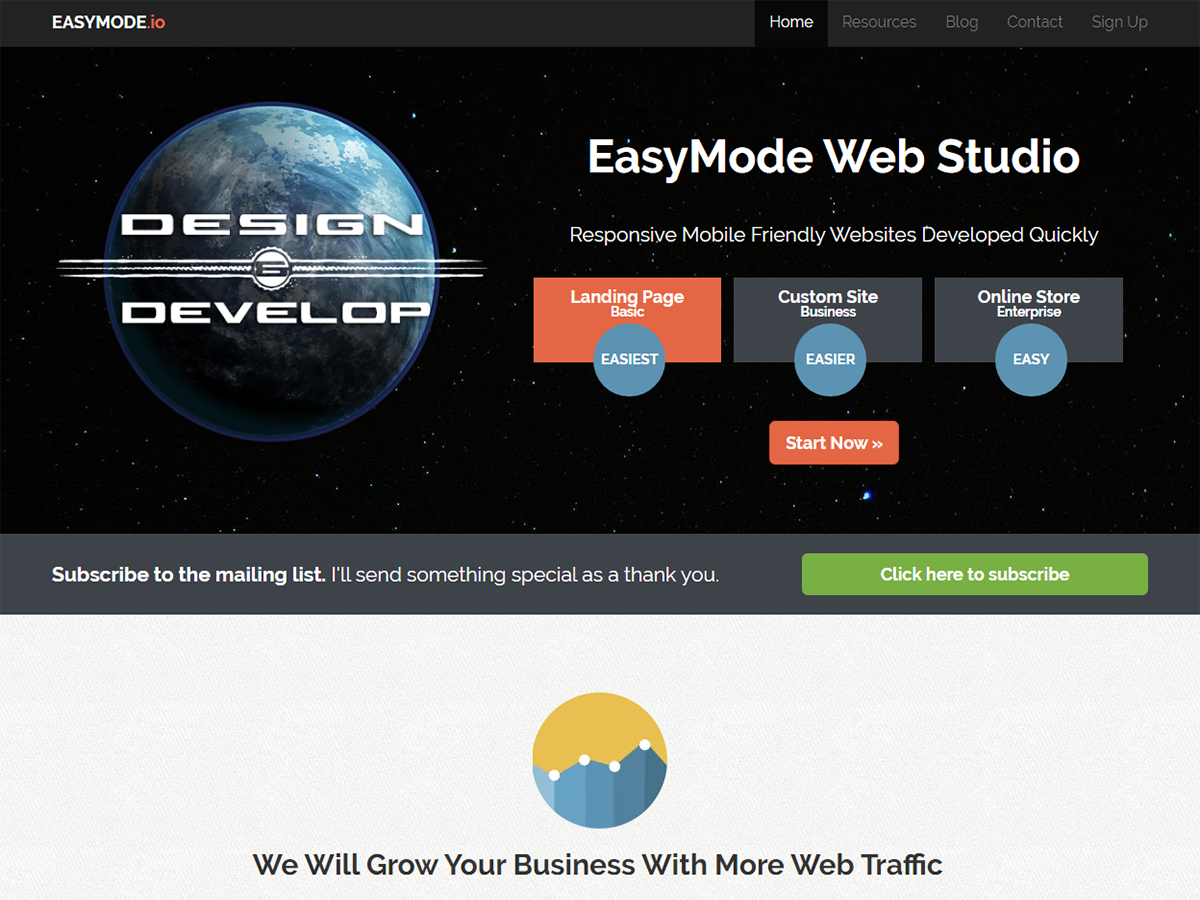 EASYMODE.io
Home Resources Blog Contact Sign Up
DESIGN
&
DEVELOP
EasyMode Web Studio
Responsive Mobile Friendly Websites Developed Quickly
Landing Page
Basic
EASIEST
Custom Site
Business
EASIER
Online Store
Enterprise
EASY
Start Now »
Subscribe to the mailing list. I'll send something special as a thank you.
Click here to subscribe
We Will Grow Your Business With More Web Traffic